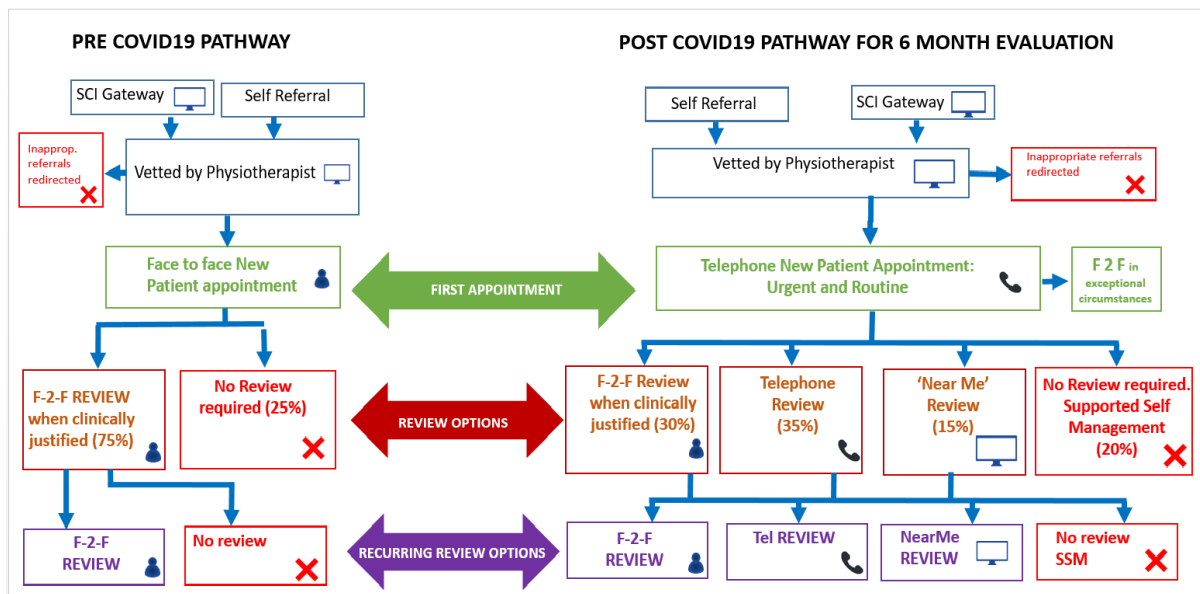 PRE COVID19 PATHWAY
SCI Gateway
Self Referral
Inapprop.
referrals
redirected
Vetted by Physiotherapist
Face to face New
Patient appointment
F-2-F REVIEW
when clinically
justified (75%)
No Review
required (25%)
F-2-F
REVIEW
No review
FIRST APPOINTMENT
REVIEW OPTIONS
RECURRING REVIEW OPTIONS
POST COVID19 PATHWAY FOR 6 MONTH EVALUATION
Self Referral
SCI Gateway
Vetted by Physiotherapist
Inappropriate referrals
redirected
Telephone New Patient Appointment:
Urgent and Routine
F 2 F in
exceptional
circumstances
F-2-F Review
when clinically
justified (30%)
Telephone
Review
(35%)
‘Near Me’
Review
(15%)
No Review required.
Supported Self
Management
(20%)
F-2-F
REVIEW
Tel REVIEW
NearMe
REVIEW
No review
SSM